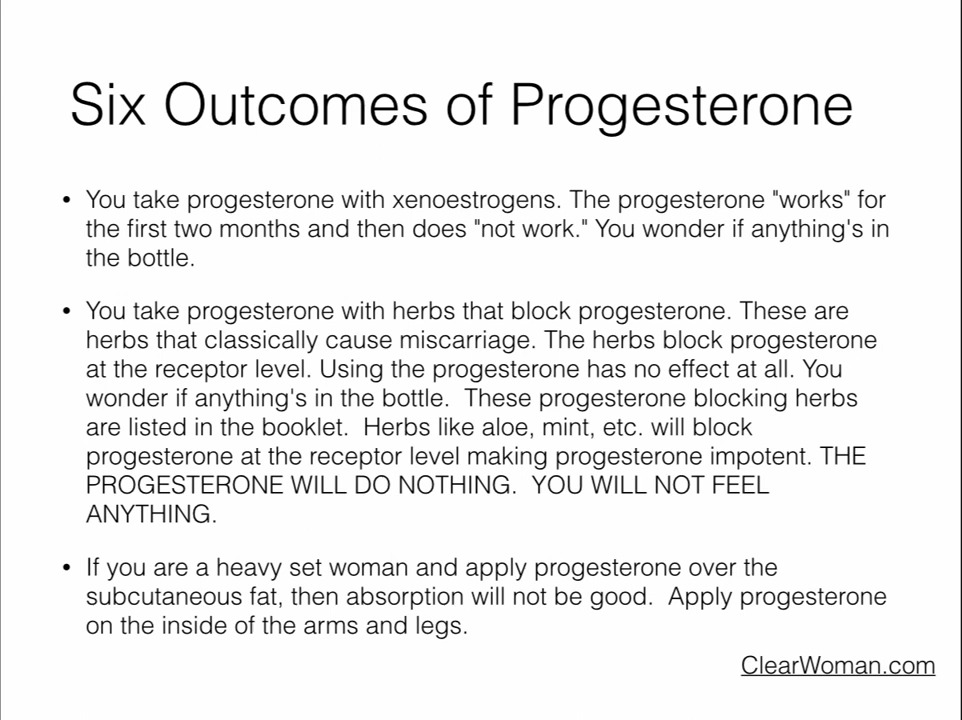 Six Outcomes of Progesterone
• You take progesterone with xenoestrogens. The progesterone "works" for
the first two months and then does "not work." You wonder if anything's in
the bottle.
• You take progesterone with herbs that block progesterone. These are
herbs that classically cause miscarriage. The herbs block progesterone
at the receptor level. Using the progesterone has no effect at all. You
wonder if anything's in the bottle.  These progesterone blocking herbs
are listed in the booklet.  Herbs like aloe, mint, etc. will block
progesterone at the receptor level making progesterone impotent. THE
PROGESTERONE WILL DO NOTHING.  YOU WILL NOT FEEL
ANYTHING.
• If you are a heavy set woman and apply progesterone over the
subcutaneous fat, then absorption will not be good.  Apply progesterone
on the inside of the arms and legs.
ClearWoman.com